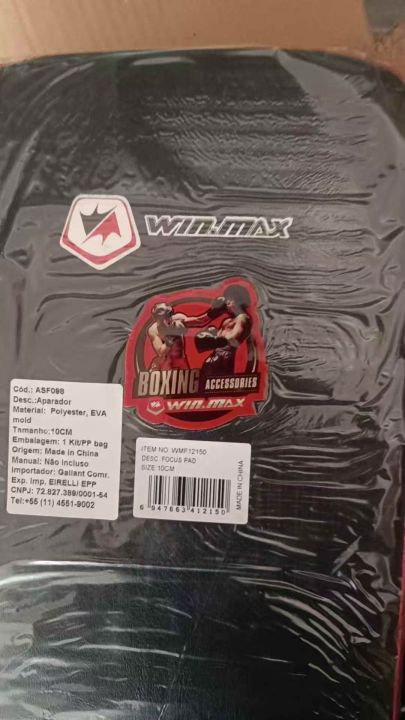 WIN.MAX
BOXING ACCESSORIES
WIN.MAX
Cód.: ASF098
Desc.:Aparador
Material: Polyester, EVA
mold
Tamanho:10CM
Embalagem: 1 Kit/PP bag
Origem: Made in China
Manual: Não incluso
Importador: Gallant Comr.
Exp. Imp. EIRELLI EPP
CNPJ: 72.827.389/0001-54
Tel:+55 (11) 4551-9002
ITEM NO.:WMF12150
DESC: FOCUS PAD
SIZE:10CM
6 947663 412150
MADE IN CHINA